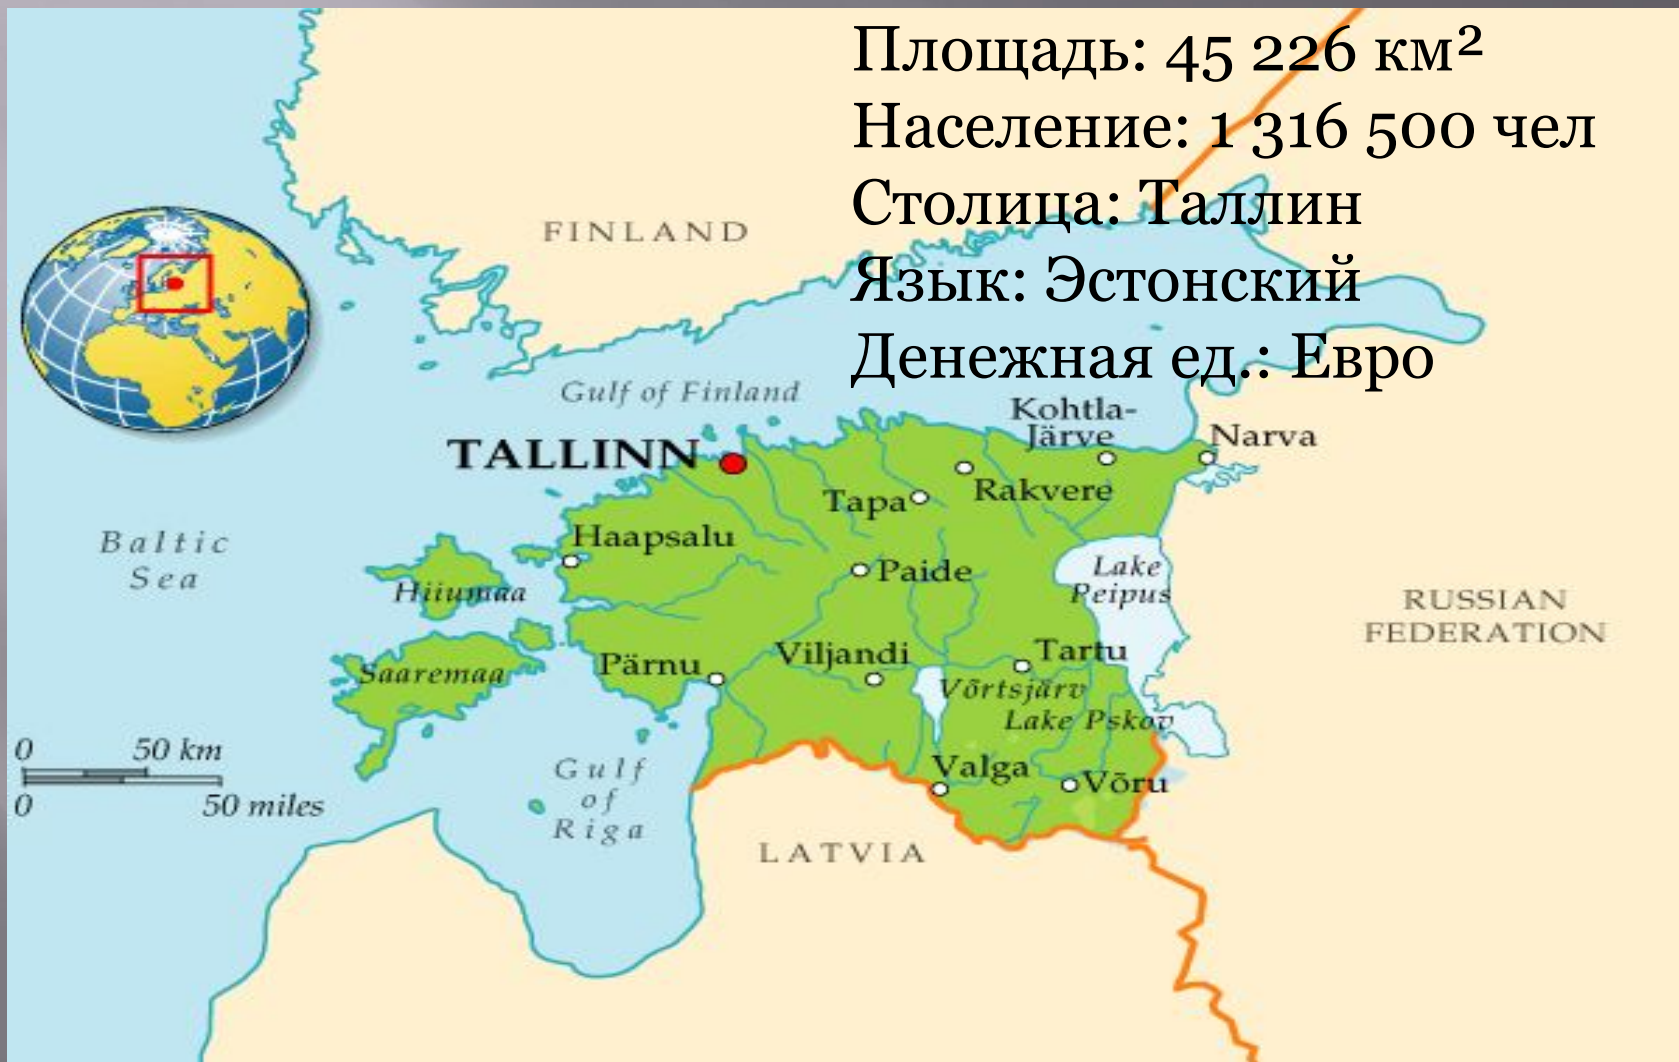 Площадь: 45 226 км²
Население: 1 316 500 чел
Столица: Таллин
Язык: Эстонский
Денежная ед.: Евро
FINLAND
Gulf of Finland
Kohtla-
Järve
Narva
TALLINN
Tapa
Rakvere
Haapsalu
Baltic
Sea
Hiiumaa
Paide
Lake
Peipus
RUSSIAN
FEDERATION
Saaremaa
Pärnu
Viljandi
Tartu
Võrtsjärv
Lake Pskov
0 50 km
0 50 miles
Gulf
of
Riga
Valga
Võru
LATVIA